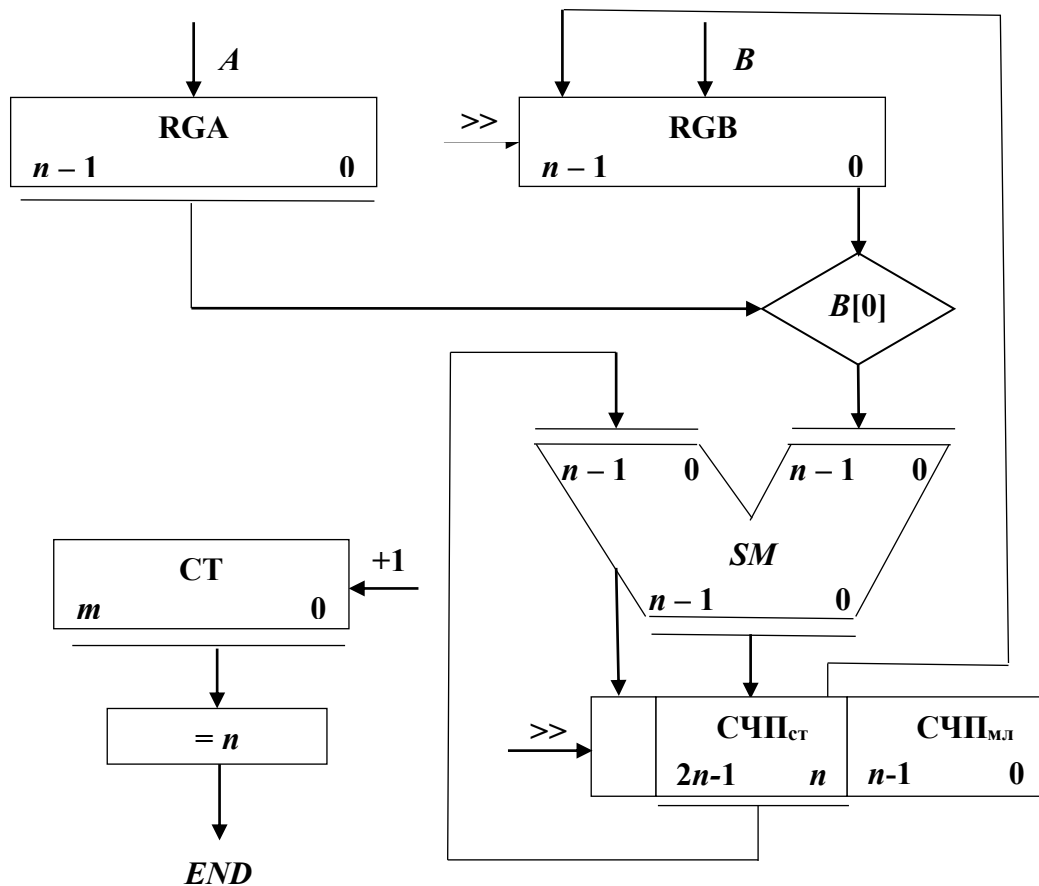 A
B
RGA
n – 1 0
>>
RGB
n – 1 0
B[0]
n – 1 0
n – 1 0
SM
n – 1 0
CT
m 0
+1
= n
END
>>
СЧПст
2n-1 n
СЧПмл
n-1 0